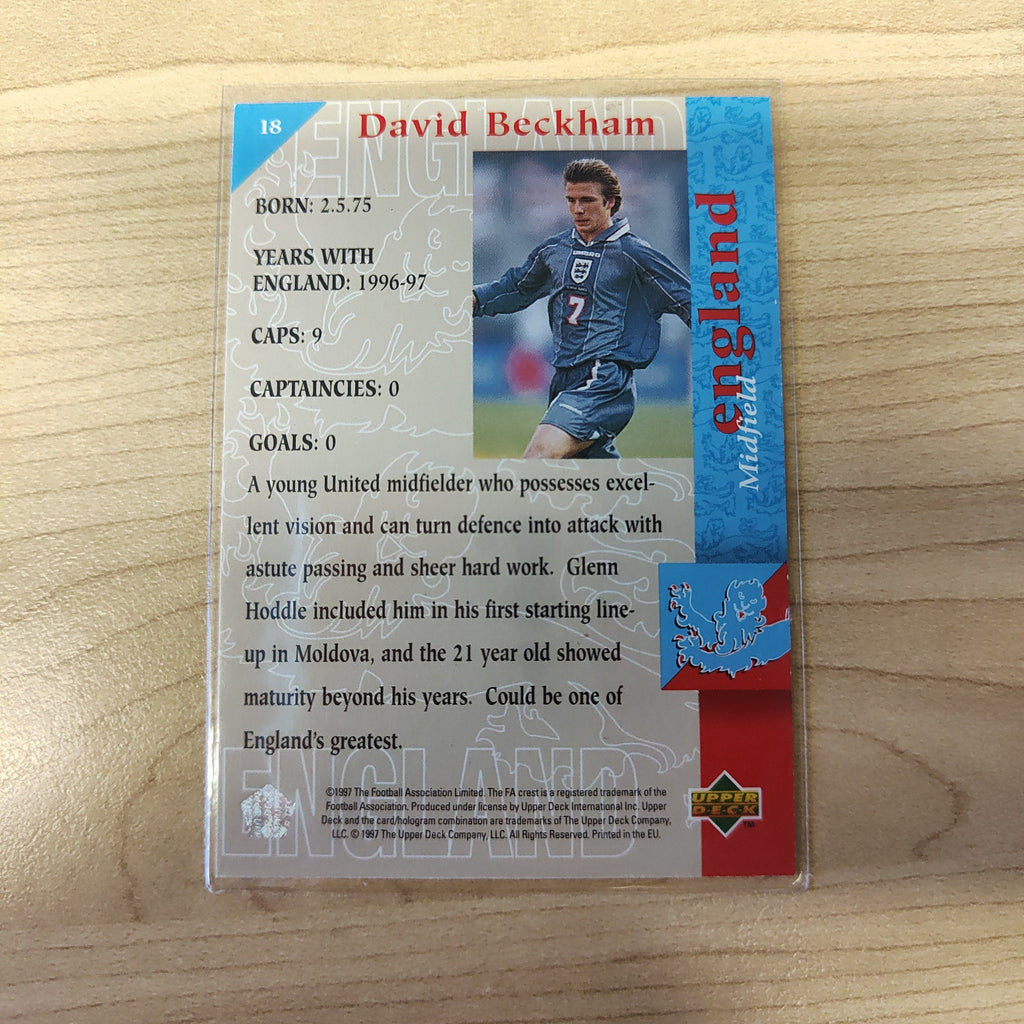 18
David Beckham
BORN: 2.5.75
YEARS WITH
ENGLAND: 1996-97
CAPS: 9
CAPTAINCIES: 0
GOALS: 0
UMBRO
7
england
Midfield
A young United midfielder who possesses excel-
lent vision and can turn defence into attack with
astute passing and sheer hard work. Glenn
Hoddle included him in his first starting line-
up in Moldova, and the 21 year old showed
maturity beyond his years. Could be one of
England's greatest.
ENGLAND
ENGLAND
©1997 The Football Association Limited. The FA crest is a registered trademark of the
Football Association. Produced under license by Upper Deck International Inc. Upper
Deck and the card/hologram combination are trademarks of The Upper Deck Company,
LLC. © 1997 The Upper Deck Company, LLC. All Rights Reserved. Printed in the EU.
UPPER
DECK
TM